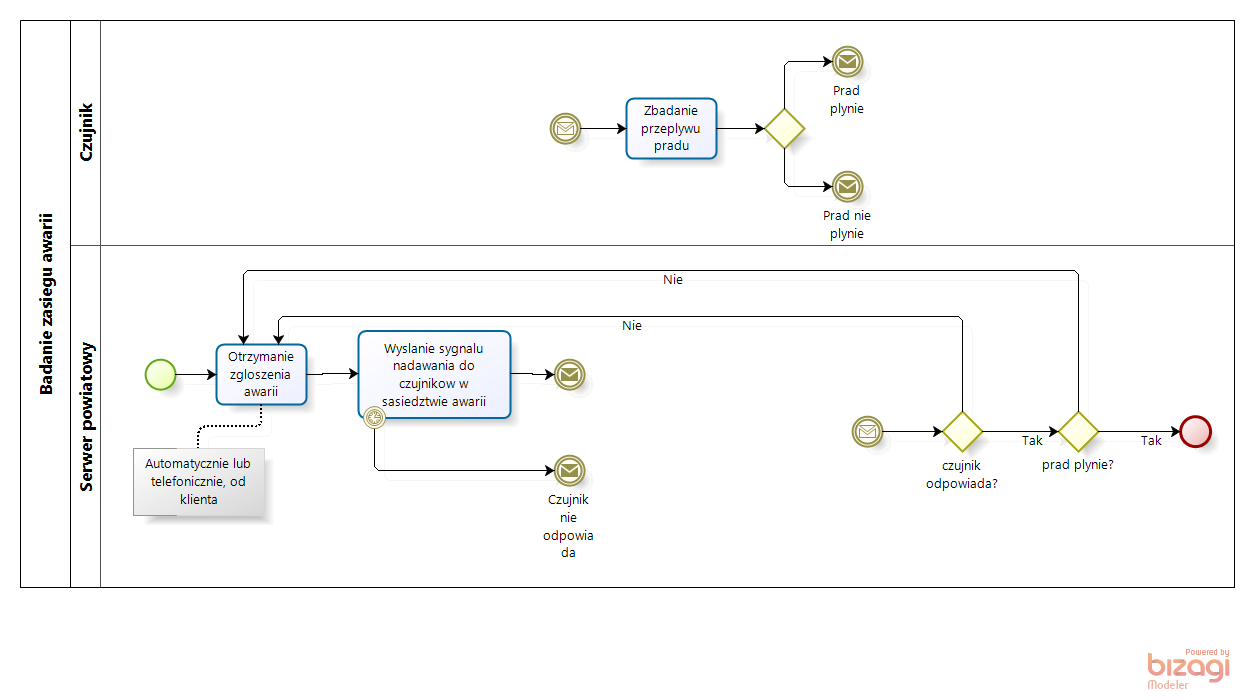 Badanie zasiegu awarii
Czujnik
Zbadanie
przeplywu
pradu
Prad
plynie
Prad nie
plynie
Serwer powiatowy
Nie
Nie
Otrzymanie
zgloszenia
awarii
Wyslanie sygnalu
nadawania do
czujnikow w
sasiedztwie awarii
Automatycznie lub
telefonicznie, od
klienta
Czujnik
nie
odpowia
da
czujnik
odpowiada?
Tak
prad plynie?
Tak
Powered by
bizagi
Modeler